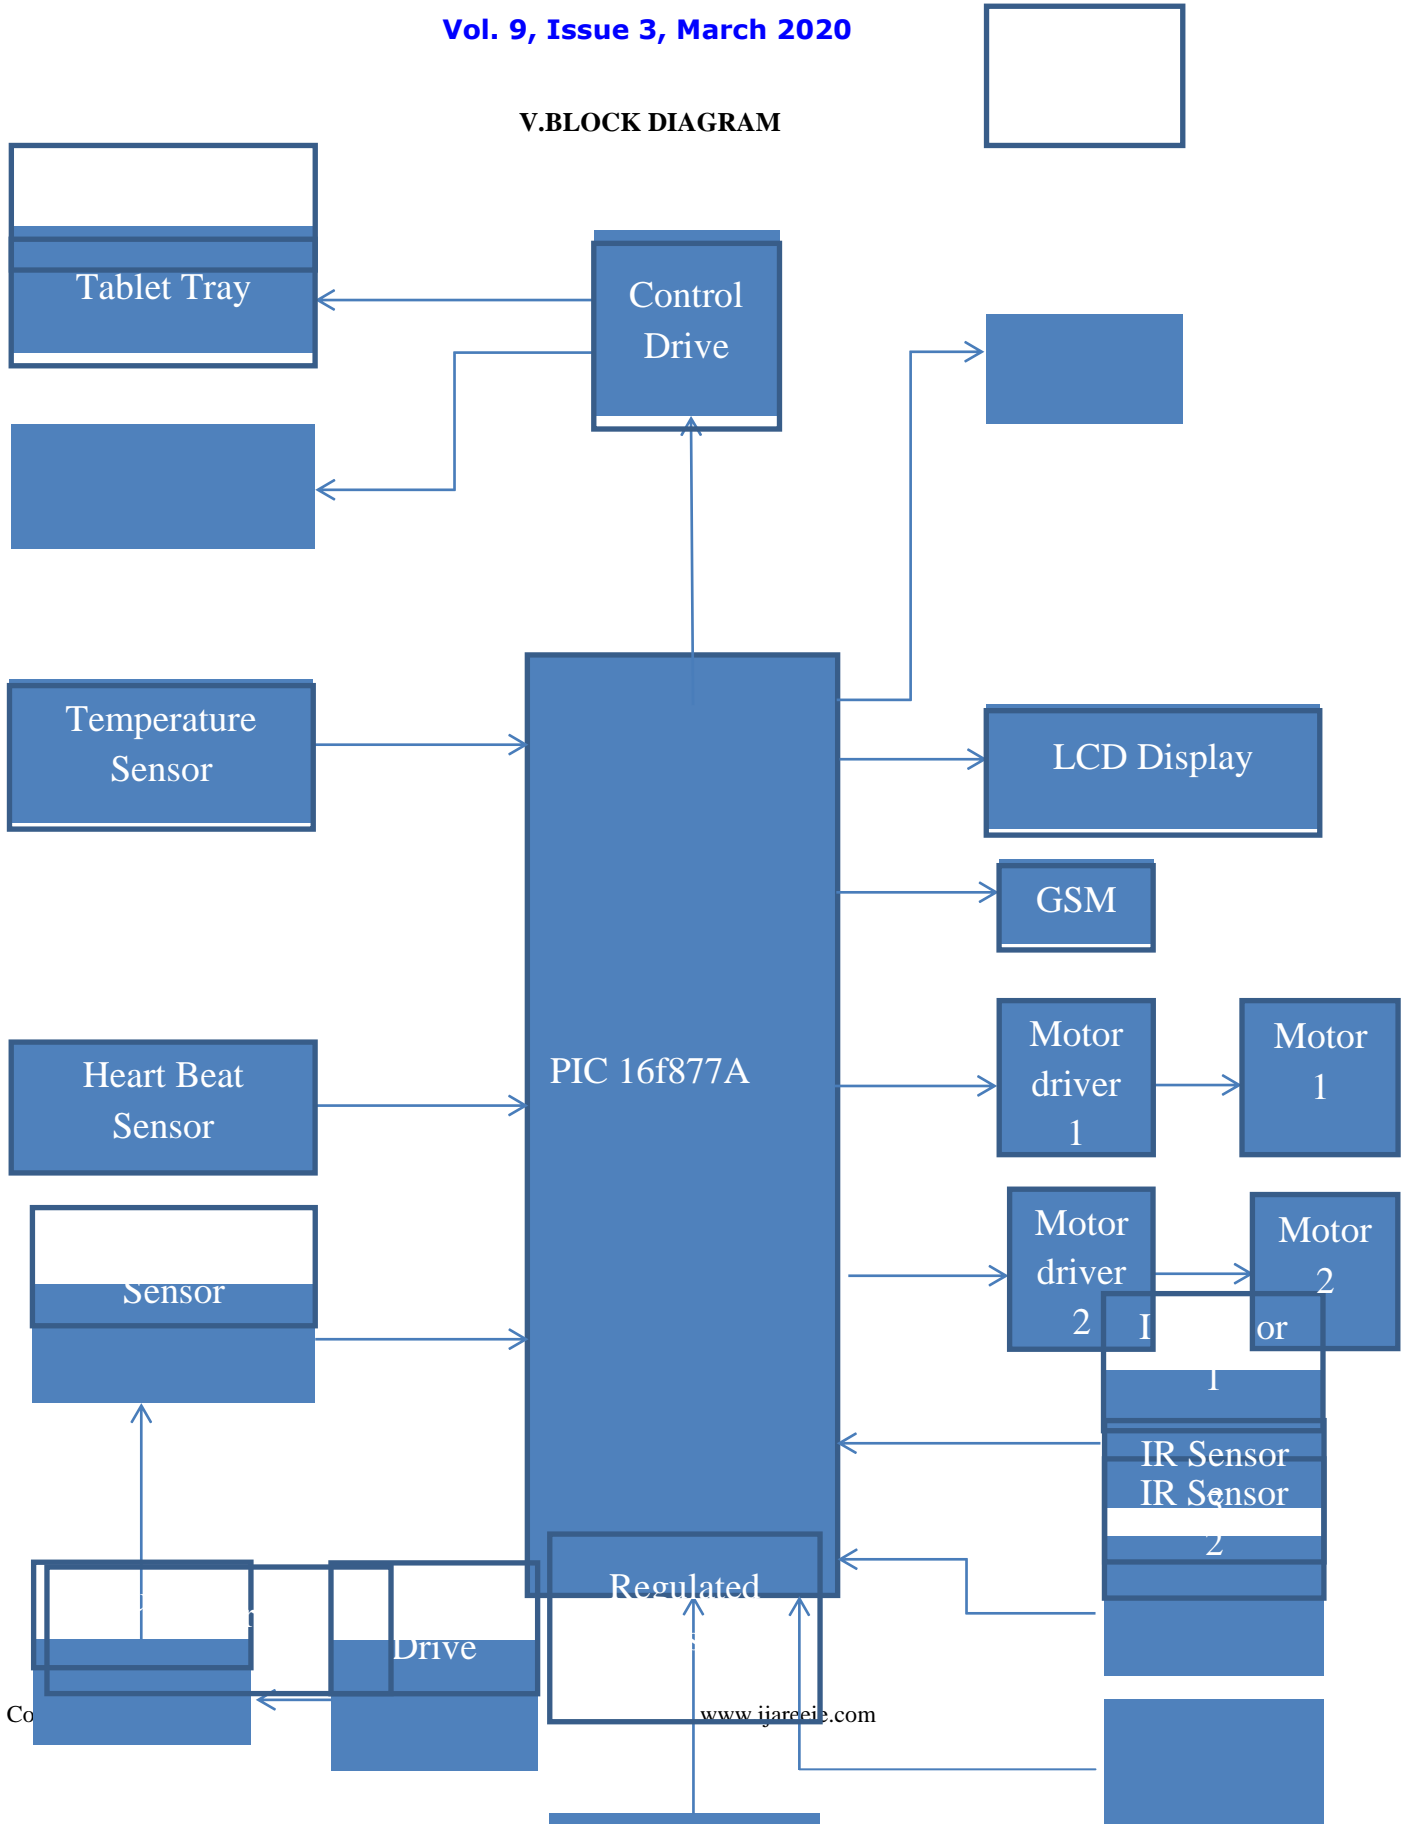 Vol. 9, Issue 3, March 2020
V.BLOCK DIAGRAM
Tablet Tray
Control
Drive
Temperature
Sensor
LCD Display
GSM
PIC 16f877A
Heart Beat
Sensor
Motor
driver
1
Motor
1
Motor
driver
2
Motor
2
Sensor
1
IR Sensor
3
IR Sensor
2
Regulated
Drive
www.ijareeie.com